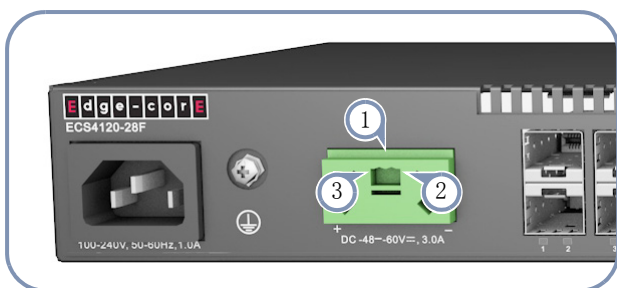 Edge-corE
ECS4120-28F
1
3
2
100-240V, 50-60Hz, 1.0A
+
–
DC -48--60V⎓, 3.0A
1 2 3